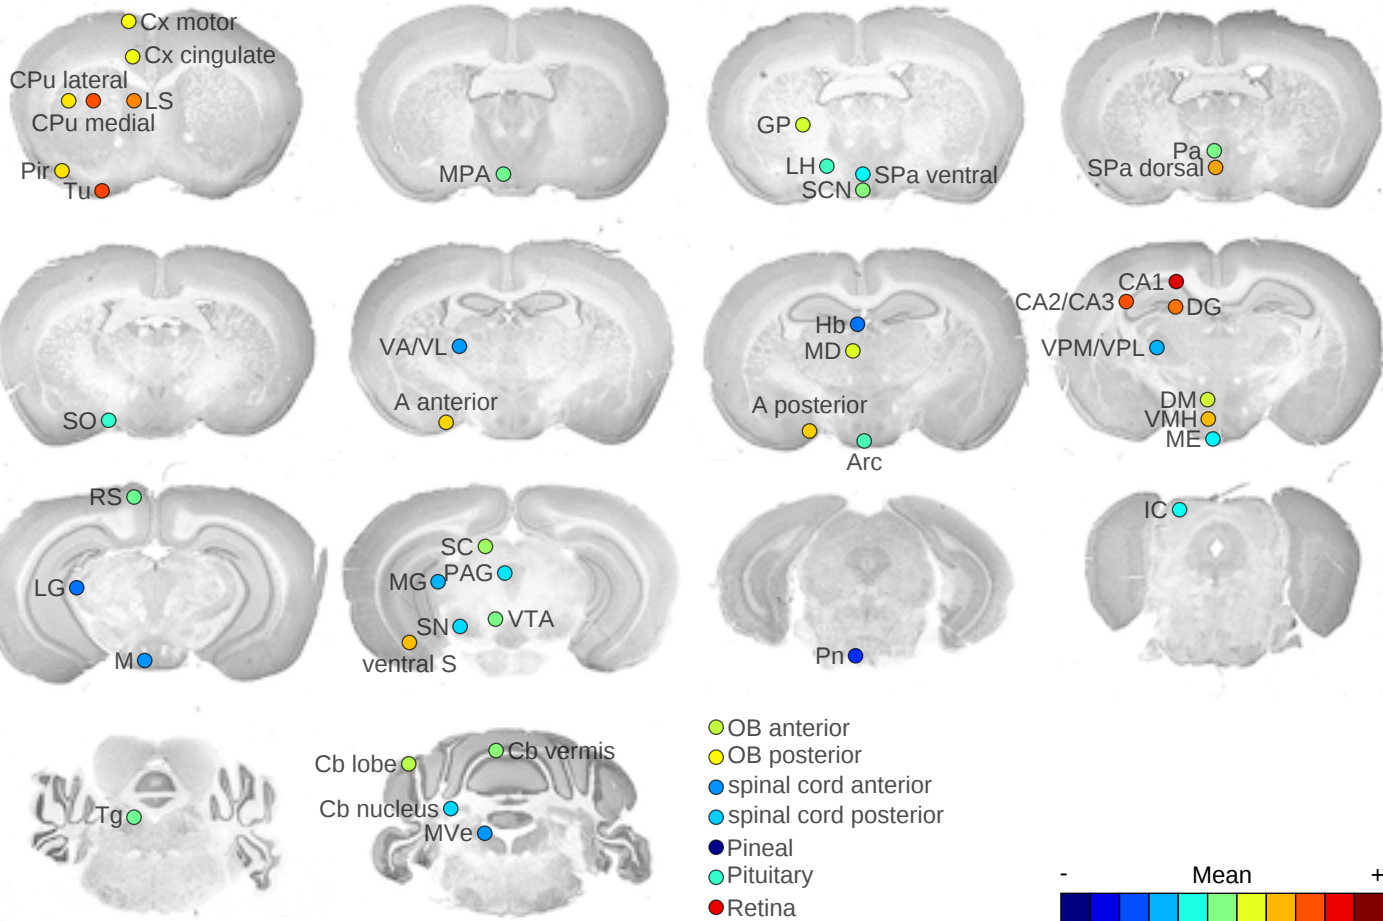 Cx motor
Cx cingulate
CPu lateral
LS
CPu medial
Pir
Tu
MPA
GP
LH
SPa ventral
SCN
Pa
SPa dorsal
SO
VA/VL
A anterior
Hb
MD
A posterior
Arc
CA1
CA2/CA3
DG
VPM/VPL
DM
VMH
ME
RS
LG
M
SC
PAG
MG
VTA
SN
ventral S
Pn
IC
Tg
Cb vermis
Cb lobe
Cb nucleus
MVe
OB anterior
OB posterior
spinal cord anterior
spinal cord posterior
Pineal
Pituitary
Retina
- Mean +